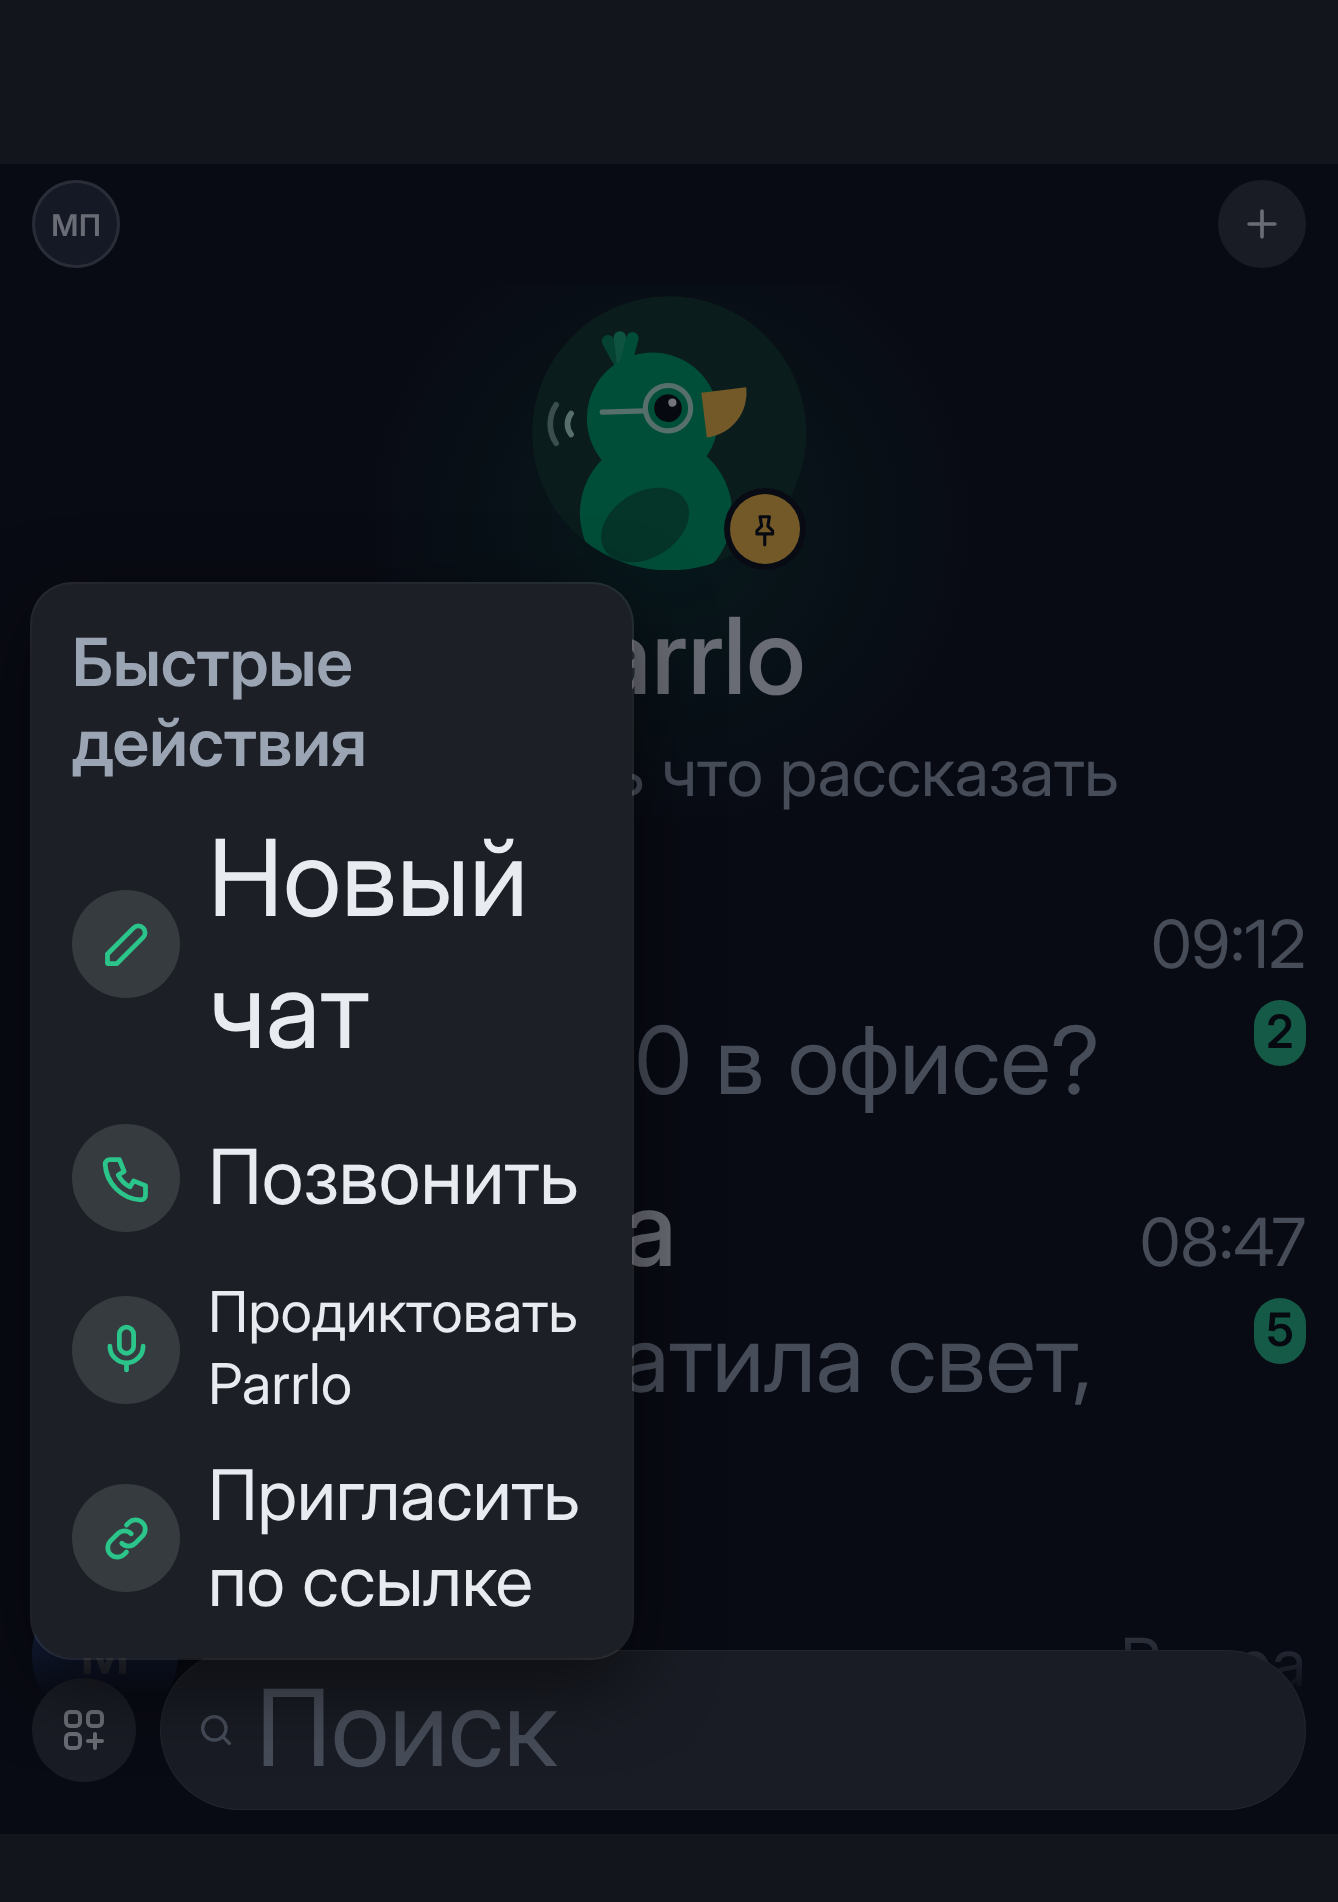 МП
arrlo
что рассказать
Быстрые
действия
Новый
чат
09:12
0 в офисе?
2
Позвонить
а
08:47
Продиктовать
Parrlo
атила свет,
5
Пригласить
по ссылке
М
Поиск